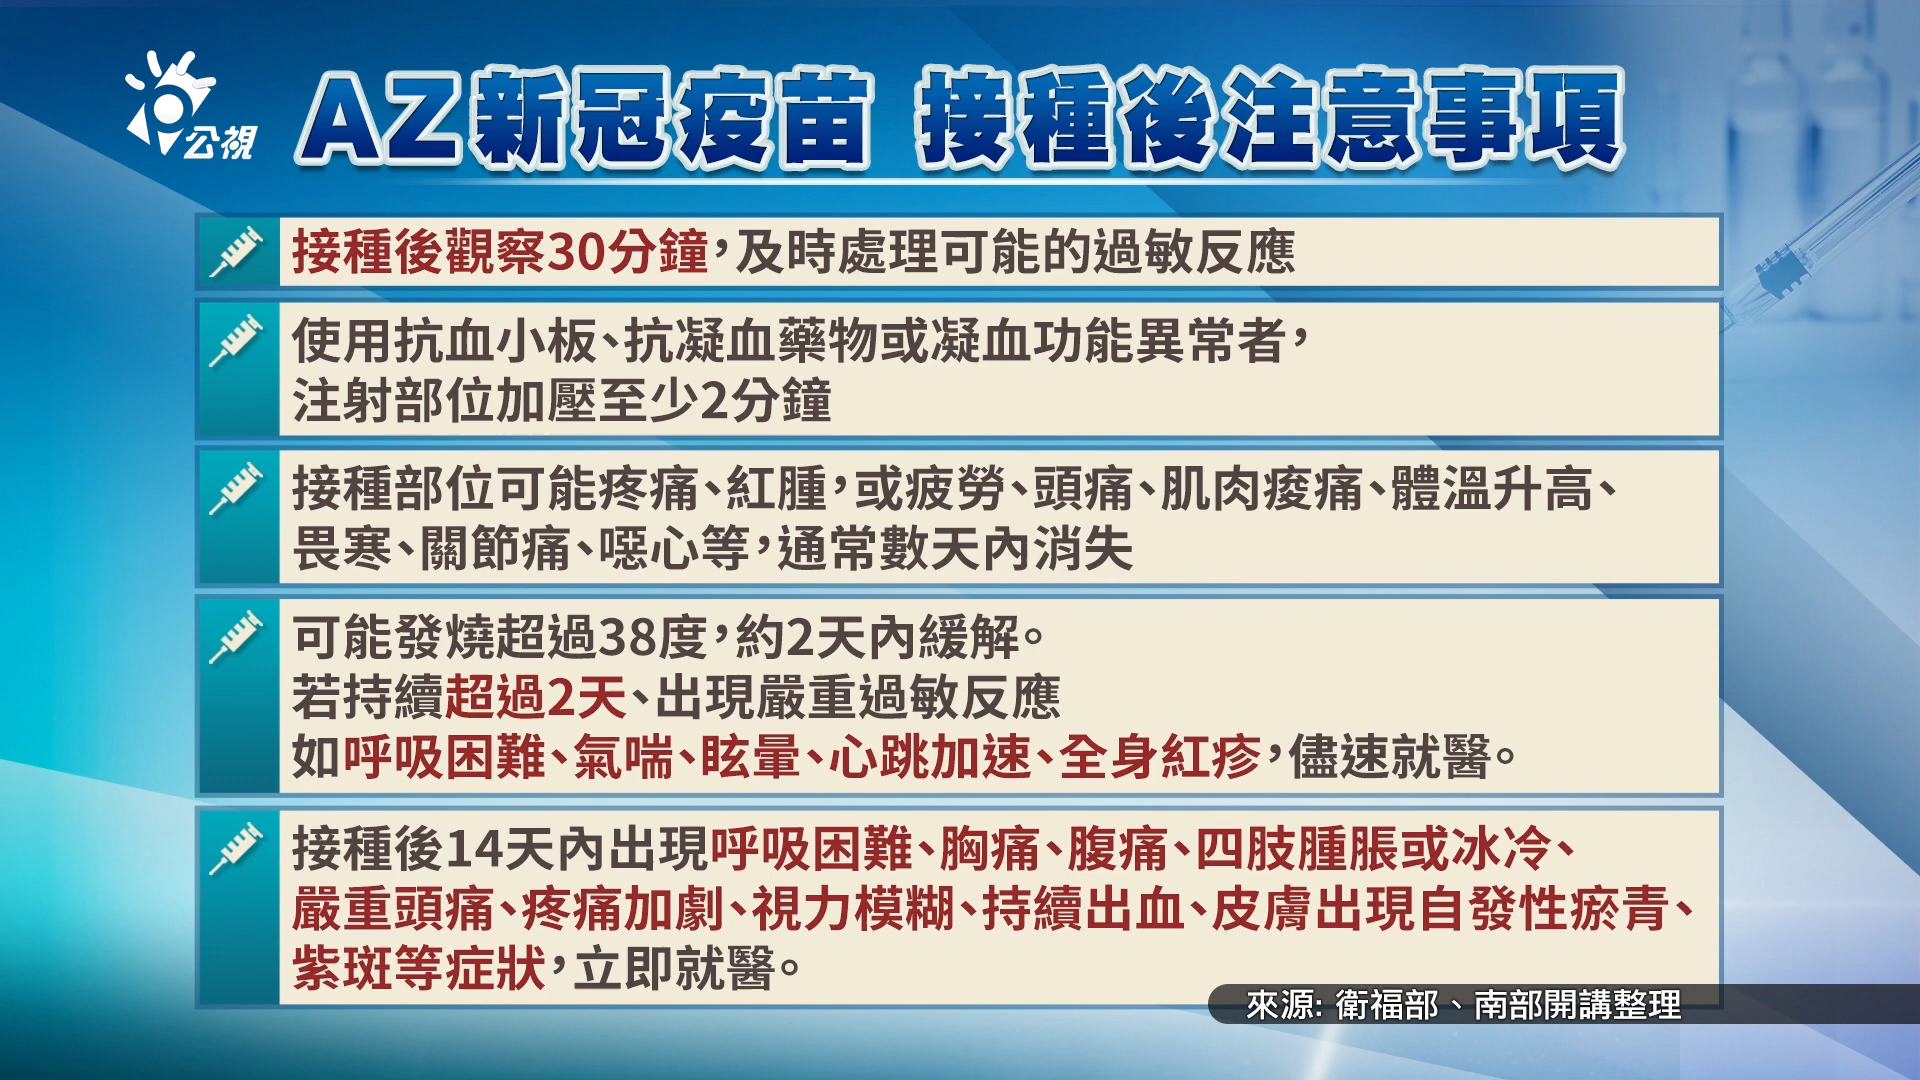 公視
AZ新冠疫苗 接種後注意事項
接種後觀察30分鐘,及時處理可能的過敏反應
使用抗血小板、抗凝血藥物或凝血功能異常者,
注射部位加壓至少2分鐘
接種部位可能疼痛、紅腫,或疲勞、頭痛、肌肉痠痛、體溫升高、
畏寒、關節痛、噁心等,通常數天內消失
可能發燒超過38度,約2天內緩解。
若持續超過2天、出現嚴重過敏反應
如呼吸困難、氣喘、眩暈、心跳加速、全身紅疹,儘速就醫。
接種後14天內出現呼吸困難、胸痛、腹痛、四肢腫脹或冰冷、
嚴重頭痛、疼痛加劇、視力模糊、持續出血、皮膚出現自發性瘀青、
紫斑等症狀,立即就醫。
來源: 衛福部、南部開講整理